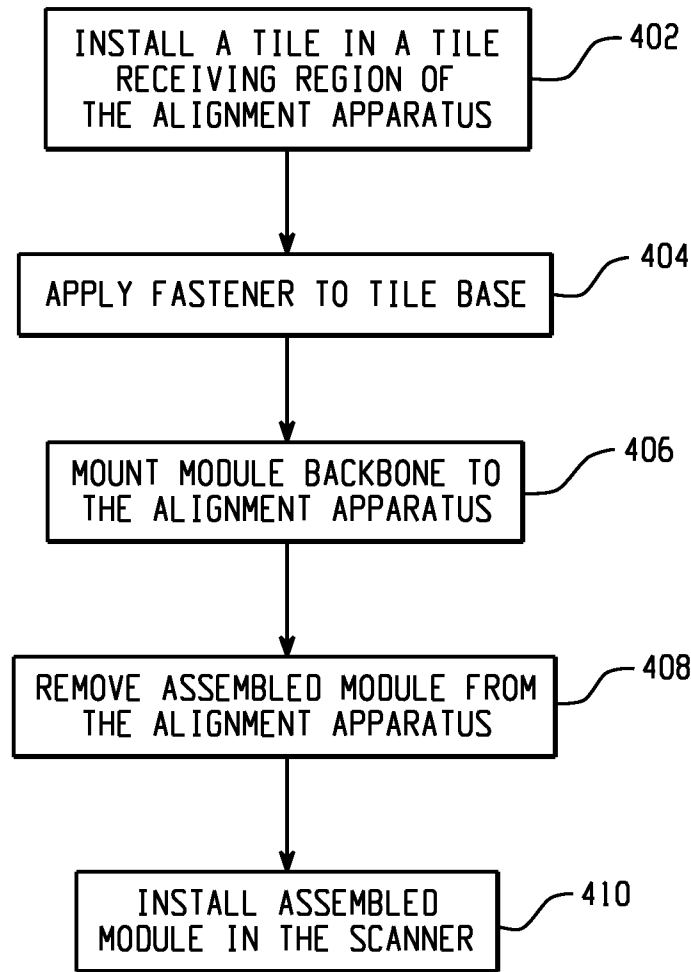 INSTALL A TILE IN A TILE
RECEIVING REGION OF
THE ALIGNMENT APPARATUS
402
APPLY FASTENER TO TILE BASE
404
MOUNT MODULE BACKBONE TO
THE ALIGNMENT APPARATUS
406
REMOVE ASSEMBLED MODULE FROM
THE ALIGNMENT APPARATUS
408
INSTALL ASSEMBLED
MODULE IN THE SCANNER
410